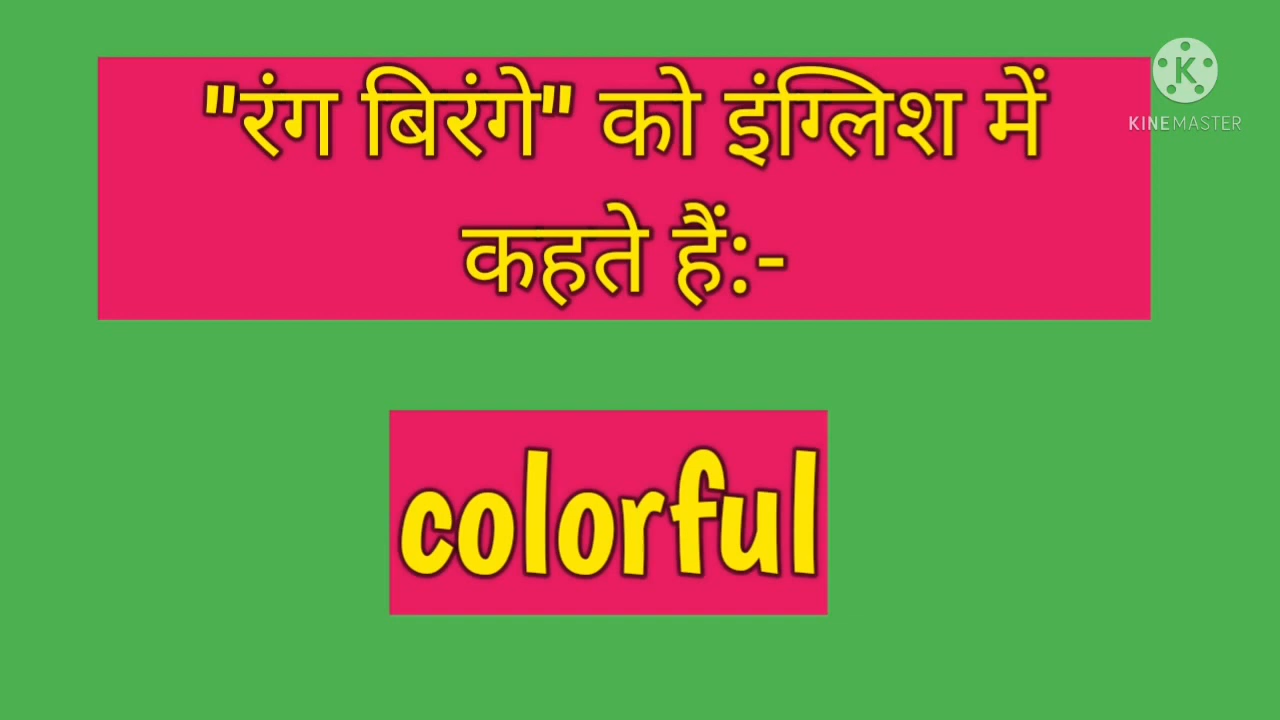 "रंग बिरंगे" को इंग्लिश में
KINEMASTER
कहते हैं:-
colorful